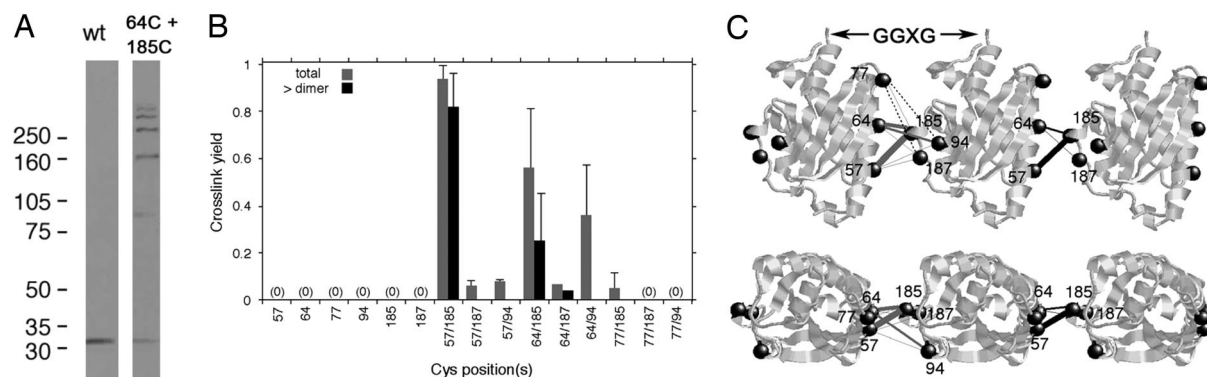 A
wt
64C +
185C
250
160
105
75
50
35
30
B
Crosslink yield
1
0.8
0.6
0.4
0.2
0
total
> dimer
(0) (0) (0) (0) (0) (0) (0) (0)
57 64 77 94 185 187 57/185 57/187 57/94 64/185 64/187 64/94 77/185 77/187 77/94
Cys position(s)
C
GGXG
77
64 185 64 185
94
57 187 57 187
64 185 64 185
77 187 187
57 57
94